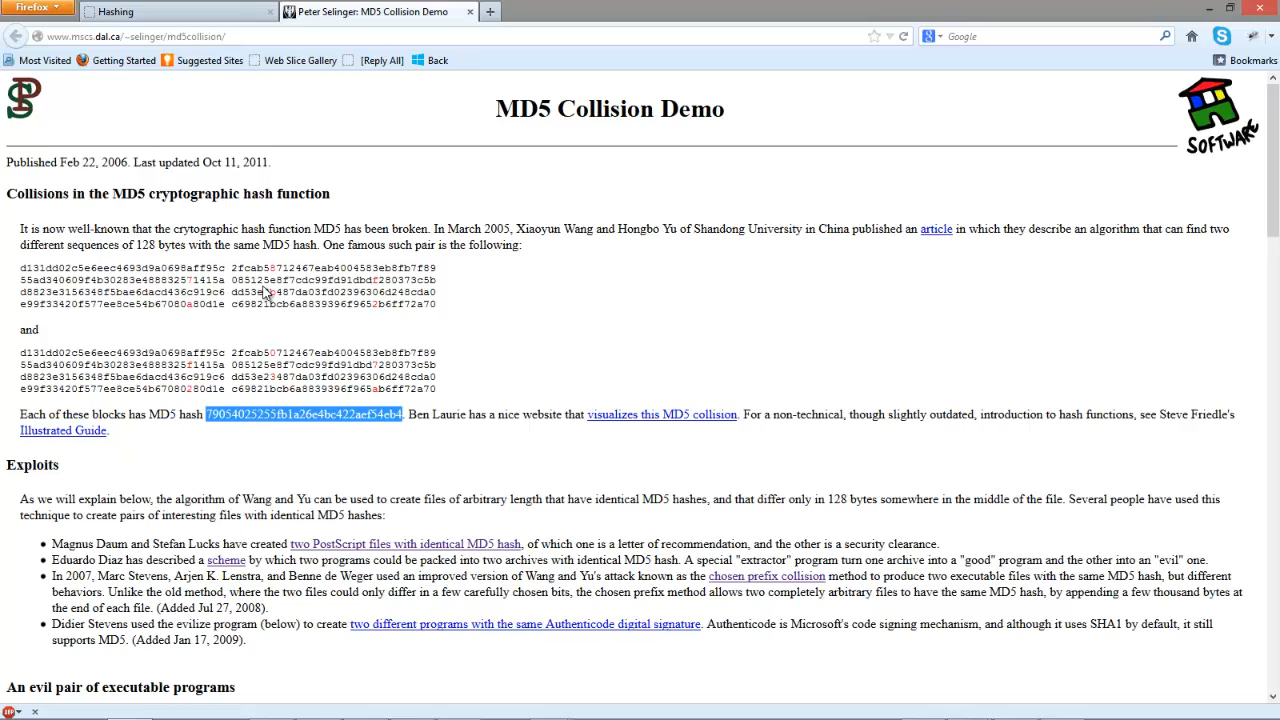 Firefox
Hashing
Peter Selinger: MD5 Collision Demo
www.mscs.dal.ca/~selinger/md5collision/
Google
Most Visited
Getting Started
Suggested Sites
Web Slice Gallery
[Reply All]
Back
Bookmarks
SP
MD5 Collision Demo
SOFTWARE
Published Feb 22, 2006. Last updated Oct 11, 2011.
Collisions in the MD5 cryptographic hash function
It is now well-known that the crytographic hash function MD5 has been broken. In March 2005, Xiaoyun Wang and Hongbo Yu of Shandong University in China published an article in which they describe an algorithm that can find two
different sequences of 128 bytes with the same MD5 hash. One famous such pair is the following:
d131dd02c5e6eec4693d9a0698aff95c 2fcab58712467eab4004583eb8fb7f89
55ad340609f4b30283e488832571415a 085125e8f7cdc99fd91dbdf280373c5b
d8823e3156348f5bae6dacd436c919c6 dd53e2b487da03fd02396306d248cda0
e99f33420f577ee8ce54b67080a80d1e c69821bcb6a8839396f9652b6ff72a70
and
d131dd02c5e6eec4693d9a0698aff95c 2fcab50712467eab4004583eb8fb7f89
55ad340609f4b30283e4888325f1415a 085125e8f7cdc99fd91dbd7280373c5b
d8823e3156348f5bae6dacd436c919c6 dd53e23487da03fd02396306d248cda0
e99f33420f577ee8ce54b67080280d1e c69821bcb6a8839396f965ab6ff72a70
Each of these blocks has MD5 hash 79054025255fb1a26e4bc422aef54eb4. Ben Laurie has a nice website that visualizes this MD5 collision. For a non-technical, though slightly outdated, introduction to hash functions, see Steve Friedle's
Illustrated Guide.
Exploits
As we will explain below, the algorithm of Wang and Yu can be used to create files of arbitrary length that have identical MD5 hashes, and that differ only in 128 bytes somewhere in the middle of the file. Several people have used this
technique to create pairs of interesting files with identical MD5 hashes:
• Magnus Daum and Stefan Lucks have created two PostScript files with identical MD5 hash, of which one is a letter of recommendation, and the other is a security clearance.
• Eduardo Diaz has described a scheme by which two programs could be packed into two archives with identical MD5 hash. A special "extractor" program turn one archive into a "good" program and the other into an "evil" one.
• In 2007, Marc Stevens, Arjen K. Lenstra, and Benne de Weger used an improved version of Wang and Yu's attack known as the chosen prefix collision method to produce two executable files with the same MD5 hash, but different
behaviors. Unlike the old method, where the two files could only differ in a few carefully chosen bits, the chosen prefix method allows two completely arbitrary files to have the same MD5 hash, by appending a few thousand bytes at
the end of each file. (Added Jul 27, 2008).
• Didier Stevens used the evilize program (below) to create two different programs with the same Authenticode digital signature. Authenticode is Microsoft's code signing mechanism, and although it uses SHA1 by default, it still
supports MD5. (Added Jan 17, 2009).
An evil pair of executable programs